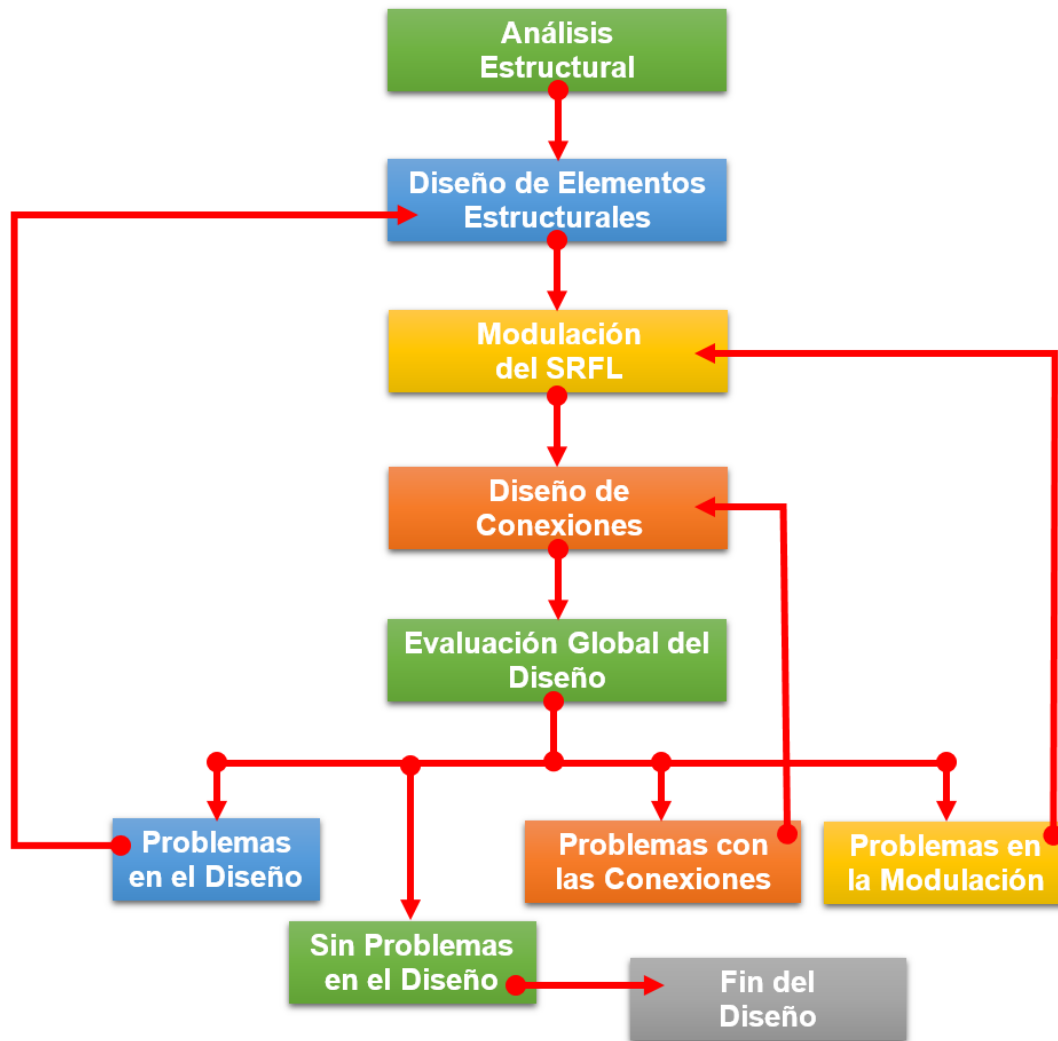 Análisis
Estructural
Diseño de Elementos
Estructurales
Modulación
del SRFL
Diseño de
Conexiones
Evaluación Global del
Diseño
Problemas
en el Diseño
Problemas con
las Conexiones
Problemas en
la Modulación
Sin Problemas
en el Diseño
Fin del
Diseño